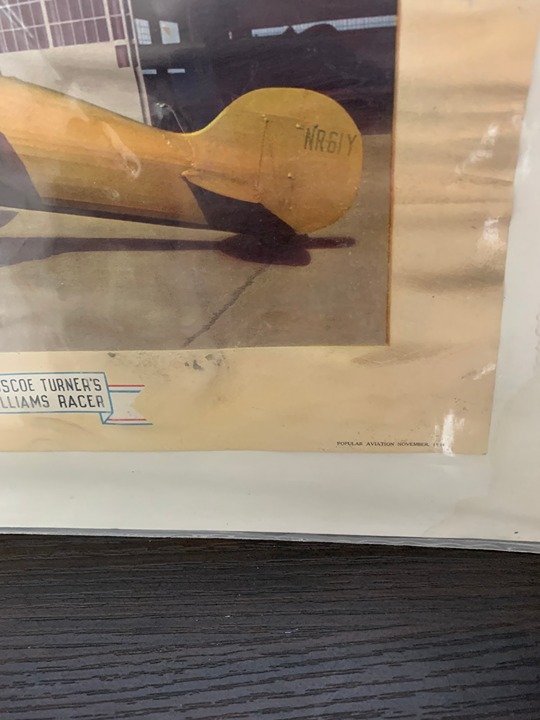 NR61Y
SCOE TURNER'S
LLIAMS RACER
POPULAR AVIATION NOVEMBER,